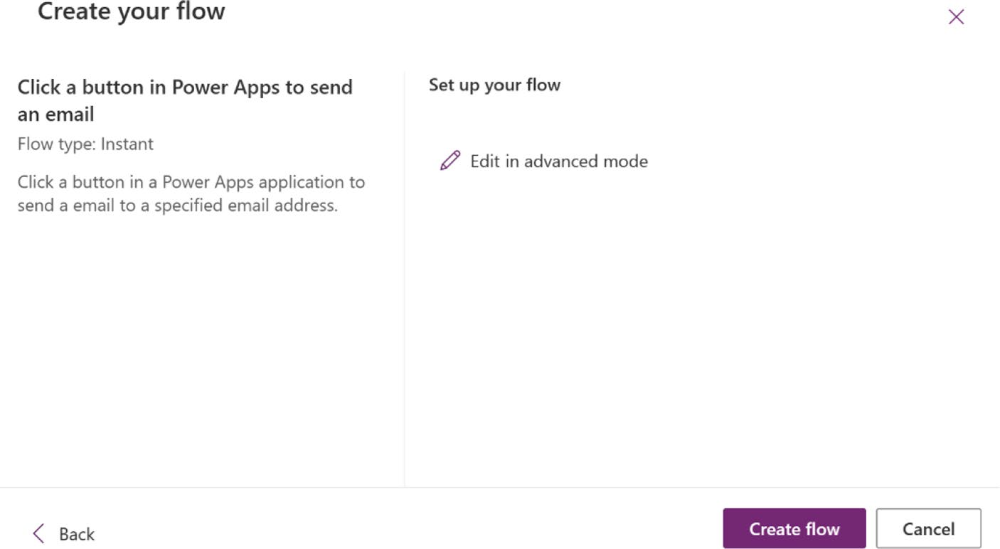 Create your flow
Click a button in Power Apps to send
an email
Flow type: Instant
Click a button in a Power Apps application to
send a email to a specified email address.
Set up your flow
Edit in advanced mode
Back
Create flow
Cancel